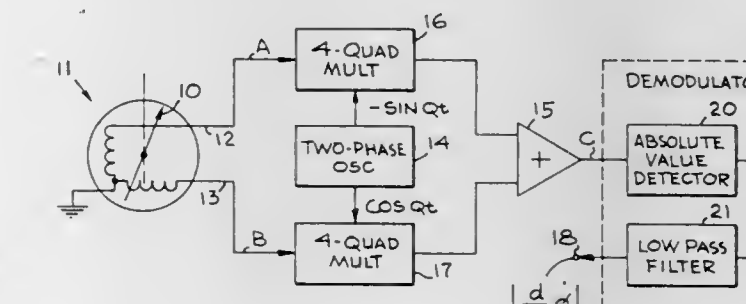 16
4-QUAD
MULT
A
11
10
-SIN Qt
DEMODULATO
15
20
12
TWO-PHASE
OSC
14
+
C
ABSOLUTE
VALUE
DETECTOR
13
COS Qt
21
B
4-QUAD
MULT
17
18
LOW PASS
FILTER
d